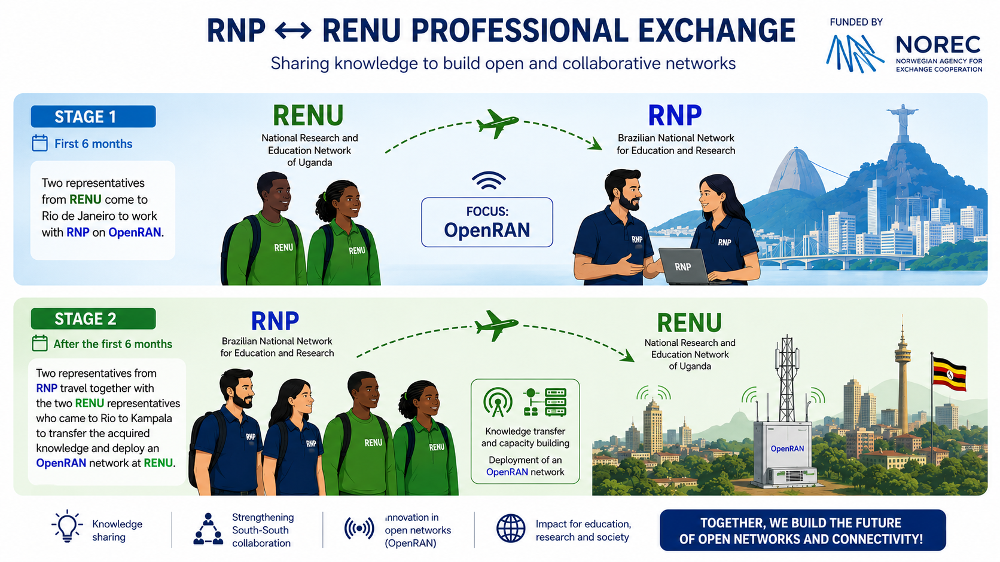 RNP ↔ RENU PROFESSIONAL EXCHANGE
Sharing knowledge to build open and collaborative networks
FUNDED BY
NOREC
NORWEGIAN AGENCY FOR
EXCHANGE COOPERATION
STAGE 1
First 6 months
Two representatives
from RENU come to
Rio de Janeiro to work
with RNP on OpenRAN.
RENU
National Research and
Education Network
of Uganda
RENU
RENU
FOCUS:
OpenRAN
RNP
Brazilian National Network
for Education and Research
RNP
RNP
RNP
STAGE 2
After the first 6 months
Two representatives from
RNP travel together with
the two RENU representatives
who came to Rio to Kampala
to transfer the acquired
knowledge and deploy an
OpenRAN network at RENU.
RNP
Brazilian National Network
for Education and Research
RNP
RNP
RENU
RENU
Knowledge transfer
and capacity building
Deployment of an
OpenRAN network
RENU
National Research and
Education Network
of Uganda
OpenRAN
Knowledge
sharing
Strengthening
South-South
collaboration
Innovation in
open networks
(OpenRAN)
Impact for education,
research and society
TOGETHER, WE BUILD THE FUTURE
OF OPEN NETWORKS AND CONNECTIVITY!